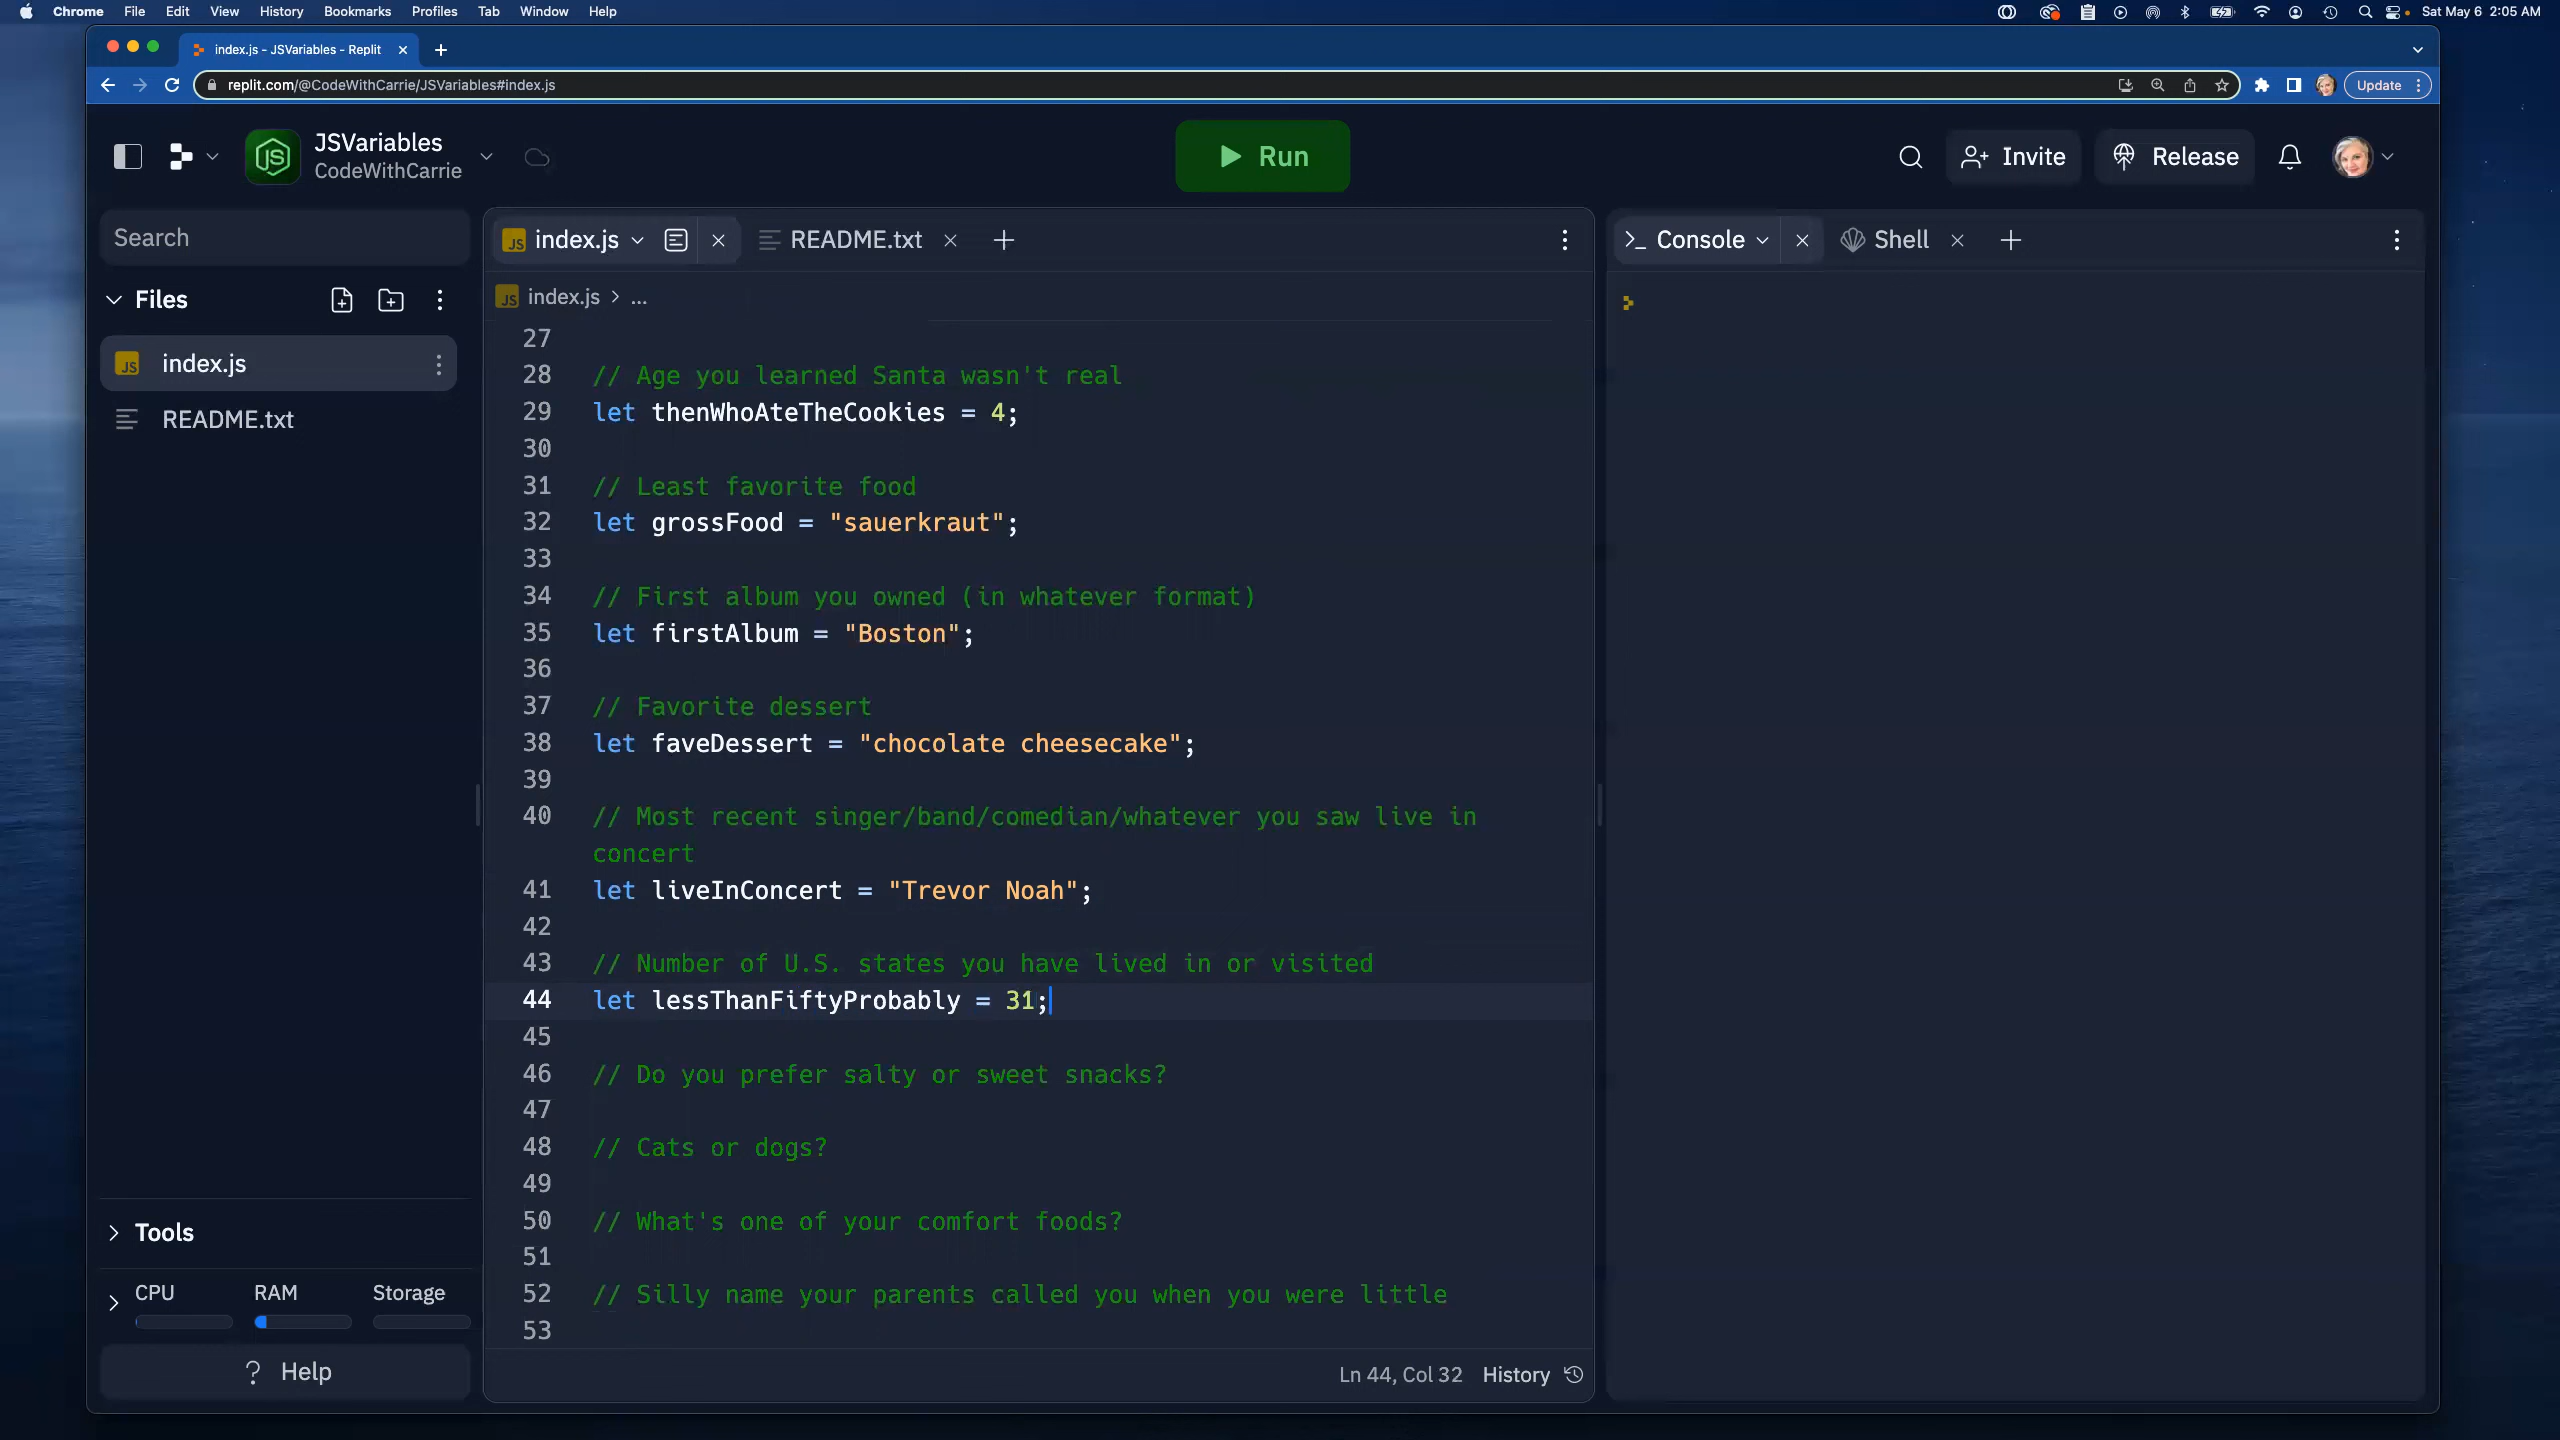 Chrome File Edit View History Bookmarks Profiles Tab Window Help Sat May 6 2:05 AM
index.js - JSVariables - Replit
replit.com/@CodeWithCarrie/JSVariables#index.js Update
JSVariables
CodeWithCarrie
Run
Invite
Release
Search
Files
index.js
README.txt
Tools
CPU RAM Storage
? Help
JS index.js README.txt
JS index.js > ...
27
28 // Age you learned Santa wasn't real
29 let thenWhoAteTheCookies = 4;
30
31 // Least favorite food
32 let grossFood = "sauerkraut";
33
34 // First album you owned (in whatever format)
35 let firstAlbum = "Boston";
36
37 // Favorite dessert
38 let faveDessert = "chocolate cheesecake";
39
40 // Most recent singer/band/comedian/whatever you saw live in
concert
41 let liveInConcert = "Trevor Noah";
42
43 // Number of U.S. states you have lived in or visited
44 let lessThanFiftyProbably = 31;
45
46 // Do you prefer salty or sweet snacks?
47
48 // Cats or dogs?
49
50 // What's one of your comfort foods?
51
52 // Silly name your parents called you when you were little
53
Ln 44, Col 32 History
>_ Console Shell